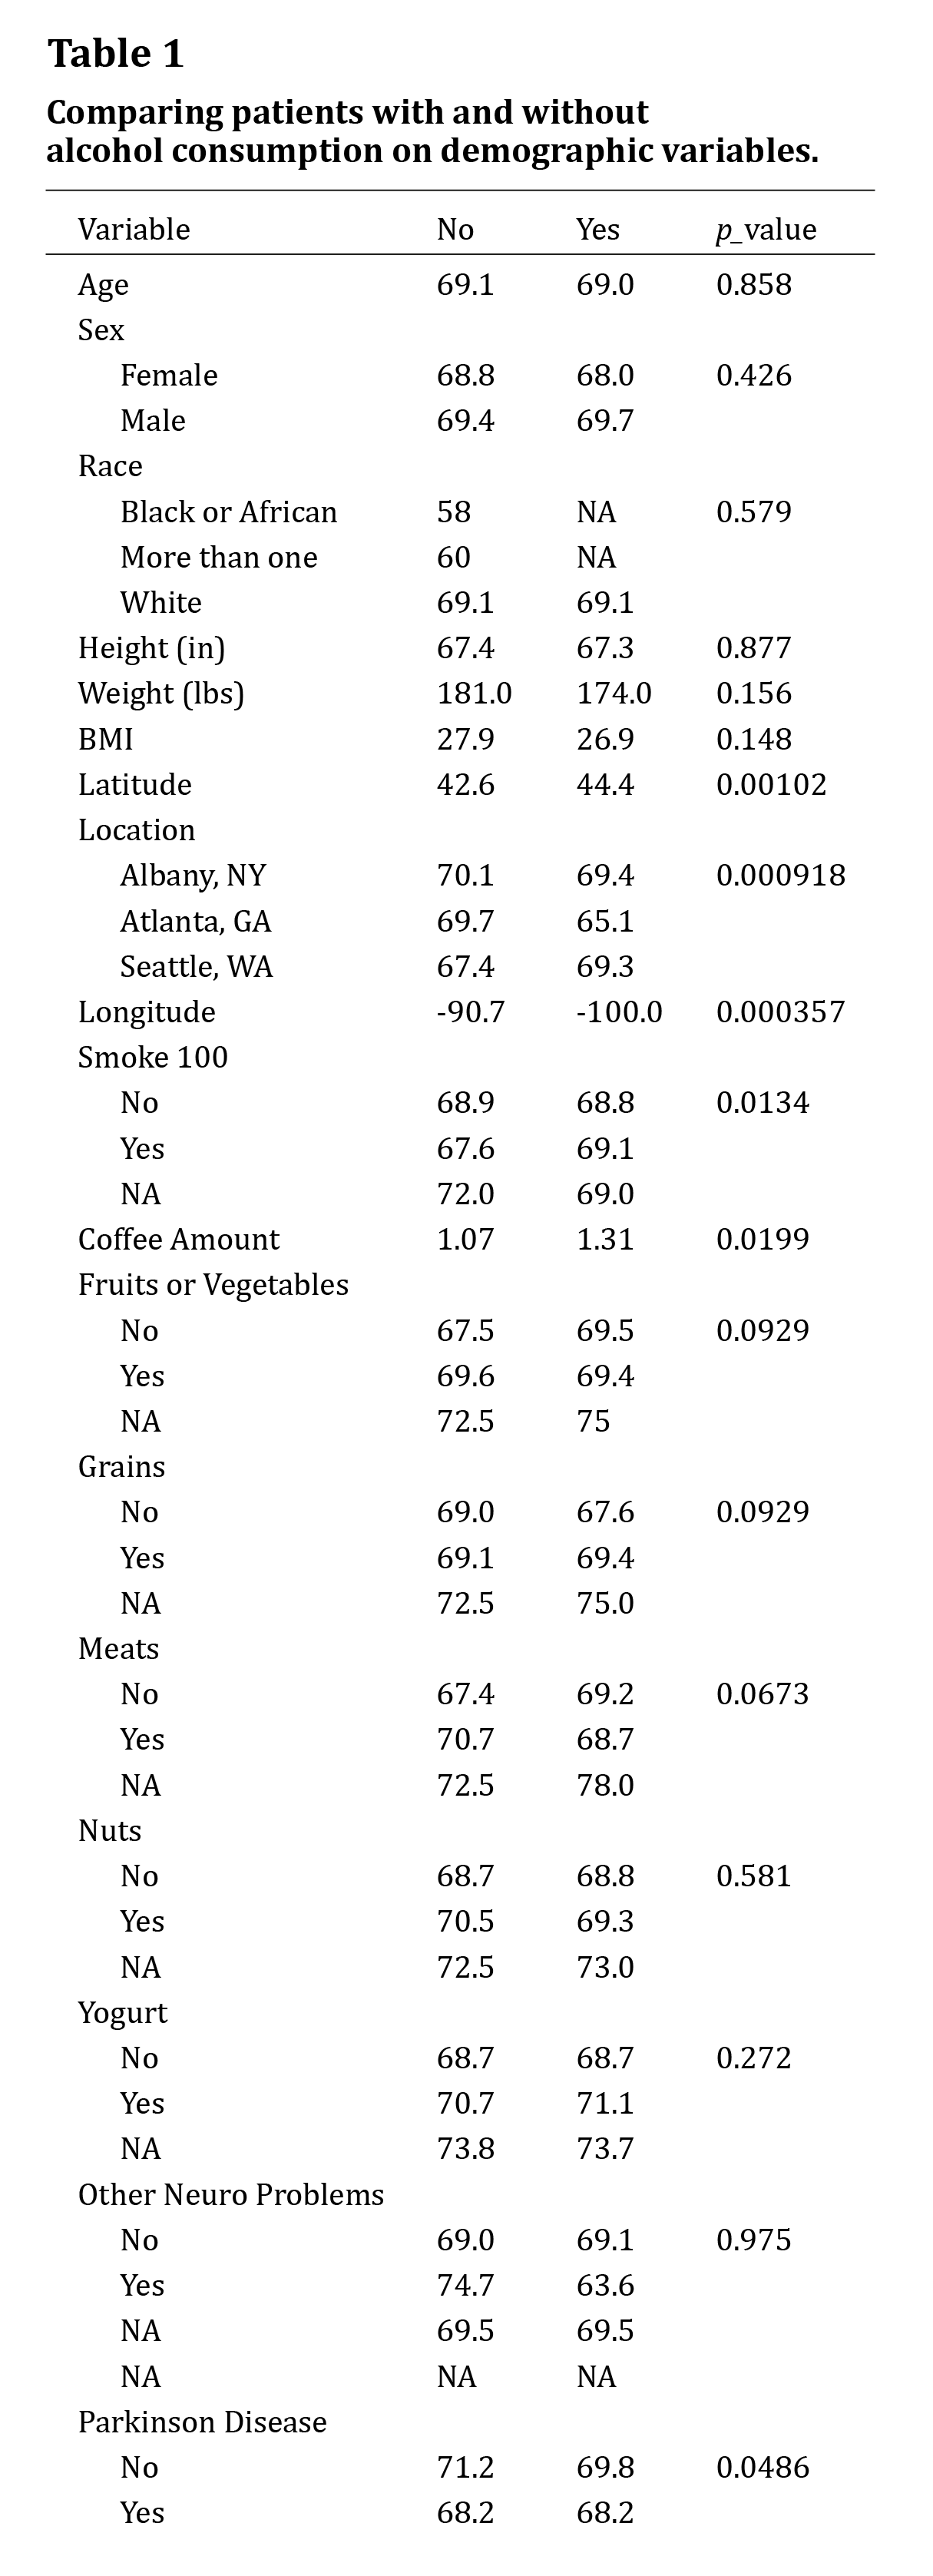 Table 1
Comparing patients with and without
alcohol consumption on demographic variables.
Variable No Yes p_value
Age 69.1 69.0 0.858
Sex
Female 68.8 68.0 0.426
Male 69.4 69.7
Race
Black or African 58 NA 0.579
More than one 60 NA
White 69.1 69.1
Height (in) 67.4 67.3 0.877
Weight (lbs) 181.0 174.0 0.156
BMI 27.9 26.9 0.148
Latitude 42.6 44.4 0.00102
Location
Albany, NY 70.1 69.4 0.000918
Atlanta, GA 69.7 65.1
Seattle, WA 67.4 69.3
Longitude -90.7 -100.0 0.000357
Smoke 100
No 68.9 68.8 0.0134
Yes 67.6 69.1
NA 72.0 69.0
Coffee Amount 1.07 1.31 0.0199
Fruits or Vegetables
No 67.5 69.5 0.0929
Yes 69.6 69.4
NA 72.5 75
Grains
No 69.0 67.6 0.0929
Yes 69.1 69.4
NA 72.5 75.0
Meats
No 67.4 69.2 0.0673
Yes 70.7 68.7
NA 72.5 78.0
Nuts
No 68.7 68.8 0.581
Yes 70.5 69.3
NA 72.5 73.0
Yogurt
No 68.7 68.7 0.272
Yes 70.7 71.1
NA 73.8 73.7
Other Neuro Problems
No 69.0 69.1 0.975
Yes 74.7 63.6
NA 69.5 69.5
NA NA NA
Parkinson Disease
No 71.2 69.8 0.0486
Yes 68.2 68.2